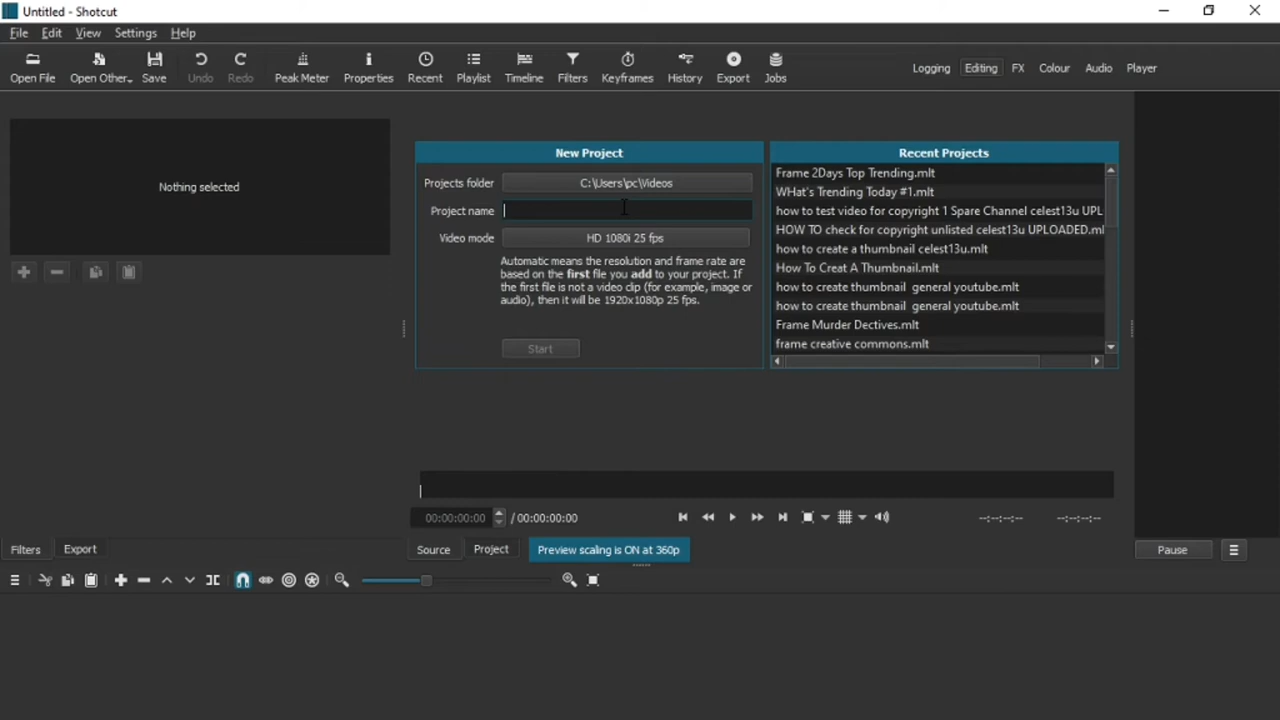 Untitled - Shotcut
File Edit View Settings Help
Open File Open Other... Save Undo Redo Peak Meter Properties Recent Playlist Timeline Filters Keyframes History Export Jobs
Logging Editing FX Colour Audio Player
Nothing selected
New Project
Projects folder C:\Users\pc\Videos
Project name
Video mode HD 1080i 25 fps
Automatic means the resolution and frame rate are
based on the first file you add to your project. If
the first file is not a video clip (for example, image or
audio), then it will be 1920x1080p 25 fps.
Start
Recent Projects
Frame 2Days Top Trending.mlt
WHat's Trending Today #1.mlt
how to test video for copyright 1 Spare Channel celest13u UPL
HOW TO check for copyright unlisted celest13u UPLOADED.ml
how to create a thumbnail celest13u.mlt
How To Creat A Thumbnail.mlt
how to create thumbnail general youtube.mlt
how to create thumbnail general youtube.mlt
Frame Murder Dectives.mlt
frame creative commons.mlt
00:00:00:00 / 00:00:00:00 --:--:--:-- --:--:--:--
Filters Export
Source Project Preview scaling is ON at 360p
Pause